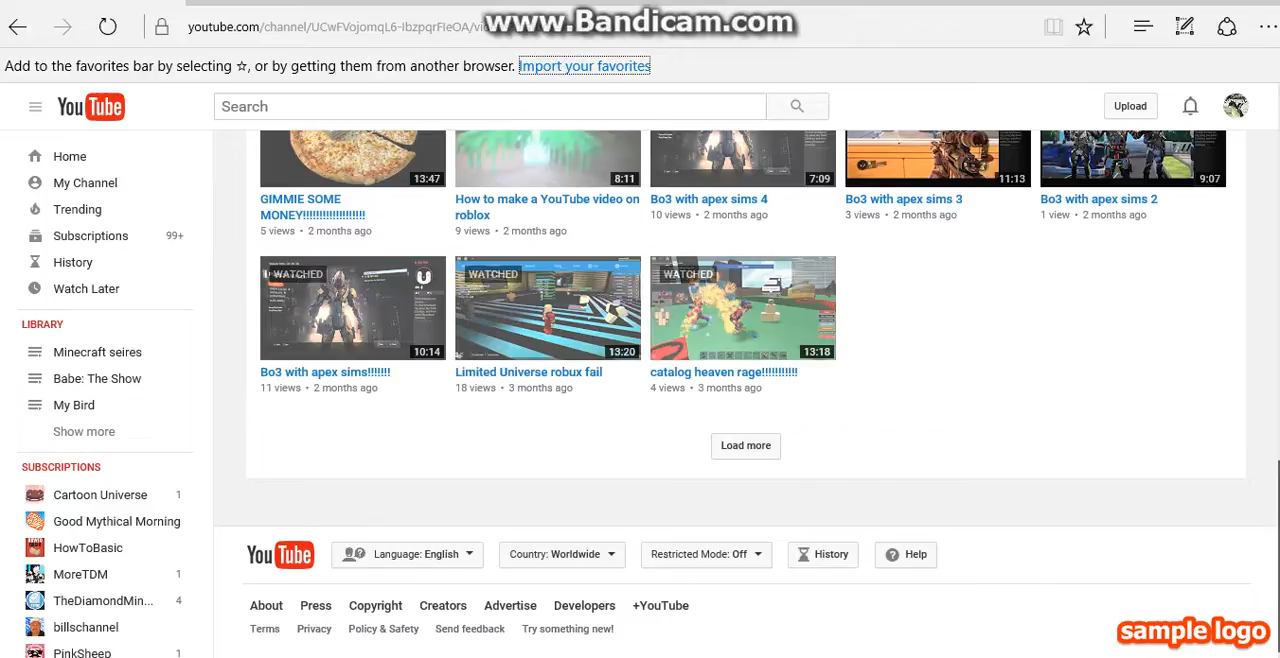 www.Bandicam.com
youtube.com/channel/UCwFVojomqL6-IbzpqrFIeOA/vid
Add to the favorites bar by selecting ☆, or by getting them from another browser. Import your favorites
YouTube
Search
Upload
Home
My Channel
Trending
Subscriptions 99+
History
Watch Later
LIBRARY
Minecraft seires
Babe: The Show
My Bird
Show more
SUBSCRIPTIONS
Cartoon Universe 1
Good Mythical Morning
HowToBasic
MoreTDM 1
TheDiamondMin... 4
billschannel
PinkSheep 1
13:47
GIMMIE SOME
MONEY!!!!!!!!!!!!!!!!!!!
5 views • 2 months ago
8:11
How to make a YouTube video on
roblox
9 views • 2 months ago
7:09
Bo3 with apex sims 4
10 views • 2 months ago
11:13
Bo3 with apex sims 3
3 views • 2 months ago
9:07
Bo3 with apex sims 2
1 view • 2 months ago
WATCHED
10:14
Bo3 with apex sims!!!!!!!
11 views • 2 months ago
WATCHED
13:20
Limited Universe robux fail
18 views • 3 months ago
WATCHED
13:18
catalog heaven rage!!!!!!!!!!!
4 views • 3 months ago
Load more
YouTube
Language: English
Country: Worldwide
Restricted Mode: Off
History
Help
About Press Copyright Creators Advertise Developers +YouTube
Terms Privacy Policy & Safety Send feedback Try something new!
sample logo